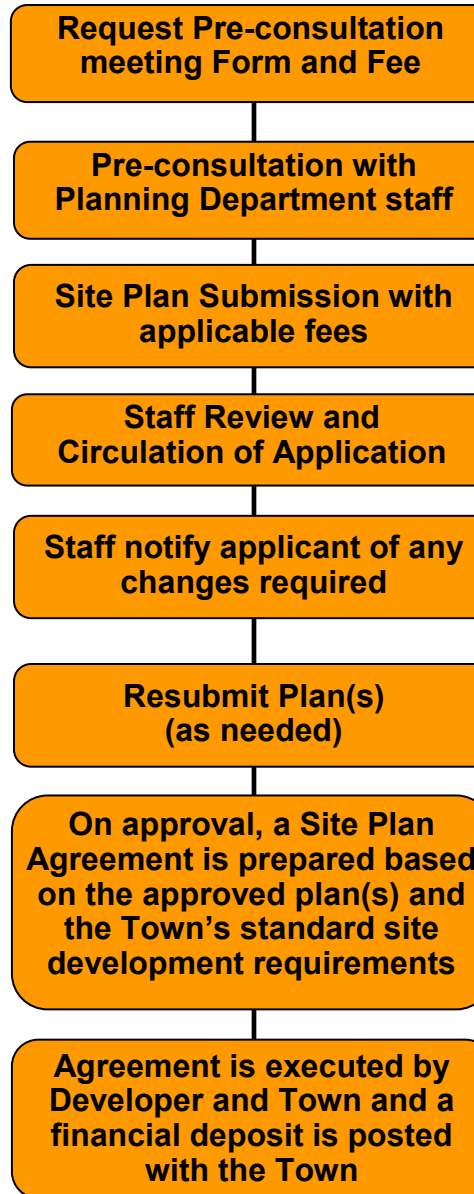 Request Pre-consultation
meeting Form and Fee
Pre-consultation with
Planning Department staff
Site Plan Submission with
applicable fees
Staff Review and
Circulation of Application
Staff notify applicant of any
changes required
Resubmit Plan(s)
(as needed)
On approval, a Site Plan
Agreement is prepared based
on the approved plan(s) and
the Town’s standard site
development requirements
Agreement is executed by
Developer and Town and a
financial deposit is posted
with the Town